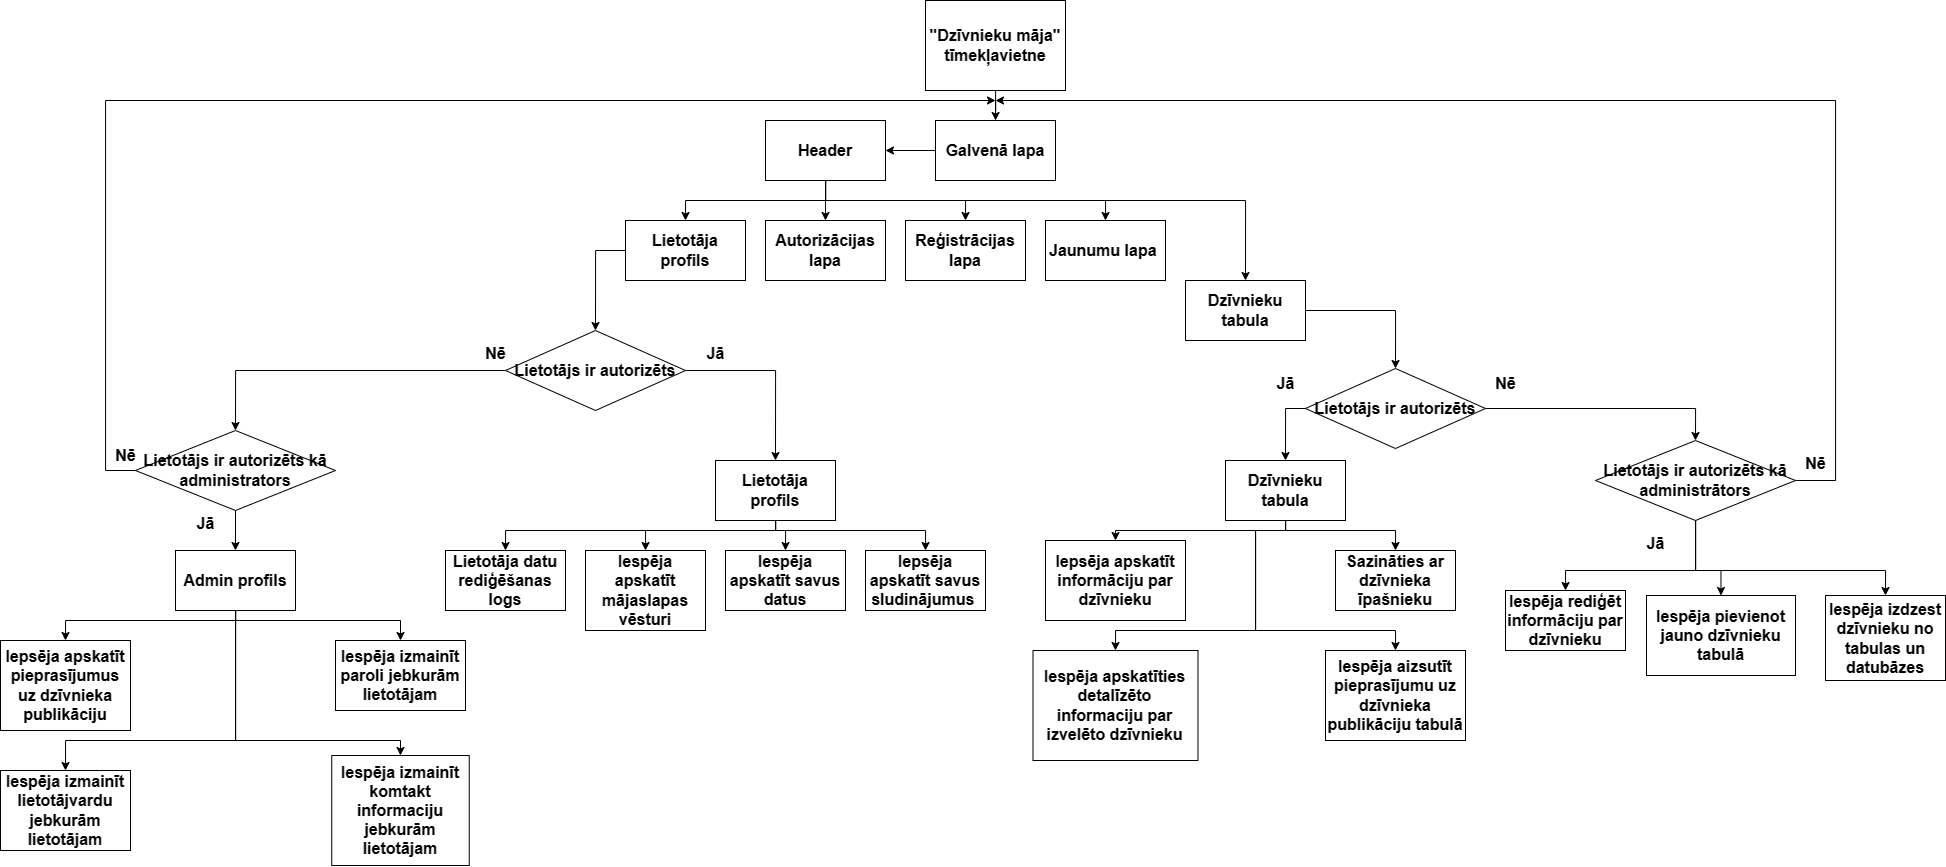 "Dzīvnieku māja"
tīmekļavietne
Header
Galvenā lapa
Lietotāja
profils
Autorizācijas
lapa
Reģistrācijas
lapa
Jaunumu lapa
Dzīvnieku
tabula
Nē
Jā
Lietotājs ir autorizēts
Jā
Nē
Lietotājs ir autorizēts
Nē
Lietotājs ir autorizēts kā
administrators
Jā
Lietotāja
profils
Dzīvnieku
tabula
Lietotājs ir autorizēts kā
administrātors
Nē
Jā
Admin profils
Lietotāja datu
rediģēšanas
logs
Iespēja
apskatīt
mājaslapas
vēsturi
Iespēja
apskatīt savus
datus
Iepsēja
apskatīt savus
sludinājumus
Iepsēja apskatīt
informāciju par
dzīvnieku
Sazināties ar
dzīvnieka
īpašnieku
Iespēja rediģēt
informāciju par
dzīvnieku
Iespēja pievienot
jauno dzīvnieku
tabulā
Iespēja izdzest
dzīvnieku no
tabulas un
datubāzes
Iepsēja apskatīt
pieprasījumus
uz dzīvnieka
publikāciju
Iespēja izmainīt
paroli jebkurām
lietotājam
Iespēja apskatīties
detalīzēto
informaciju par
izvelēto dzīvnieku
Iespēja aizsutīt
pieprasījumu uz
dzīvnieka
publikāciju tabulā
Iespēja izmainīt
lietotājvardu
jebkurām
lietotājam
Iespēja izmainīt
komtakt
informaciju
jebkurām
lietotājam